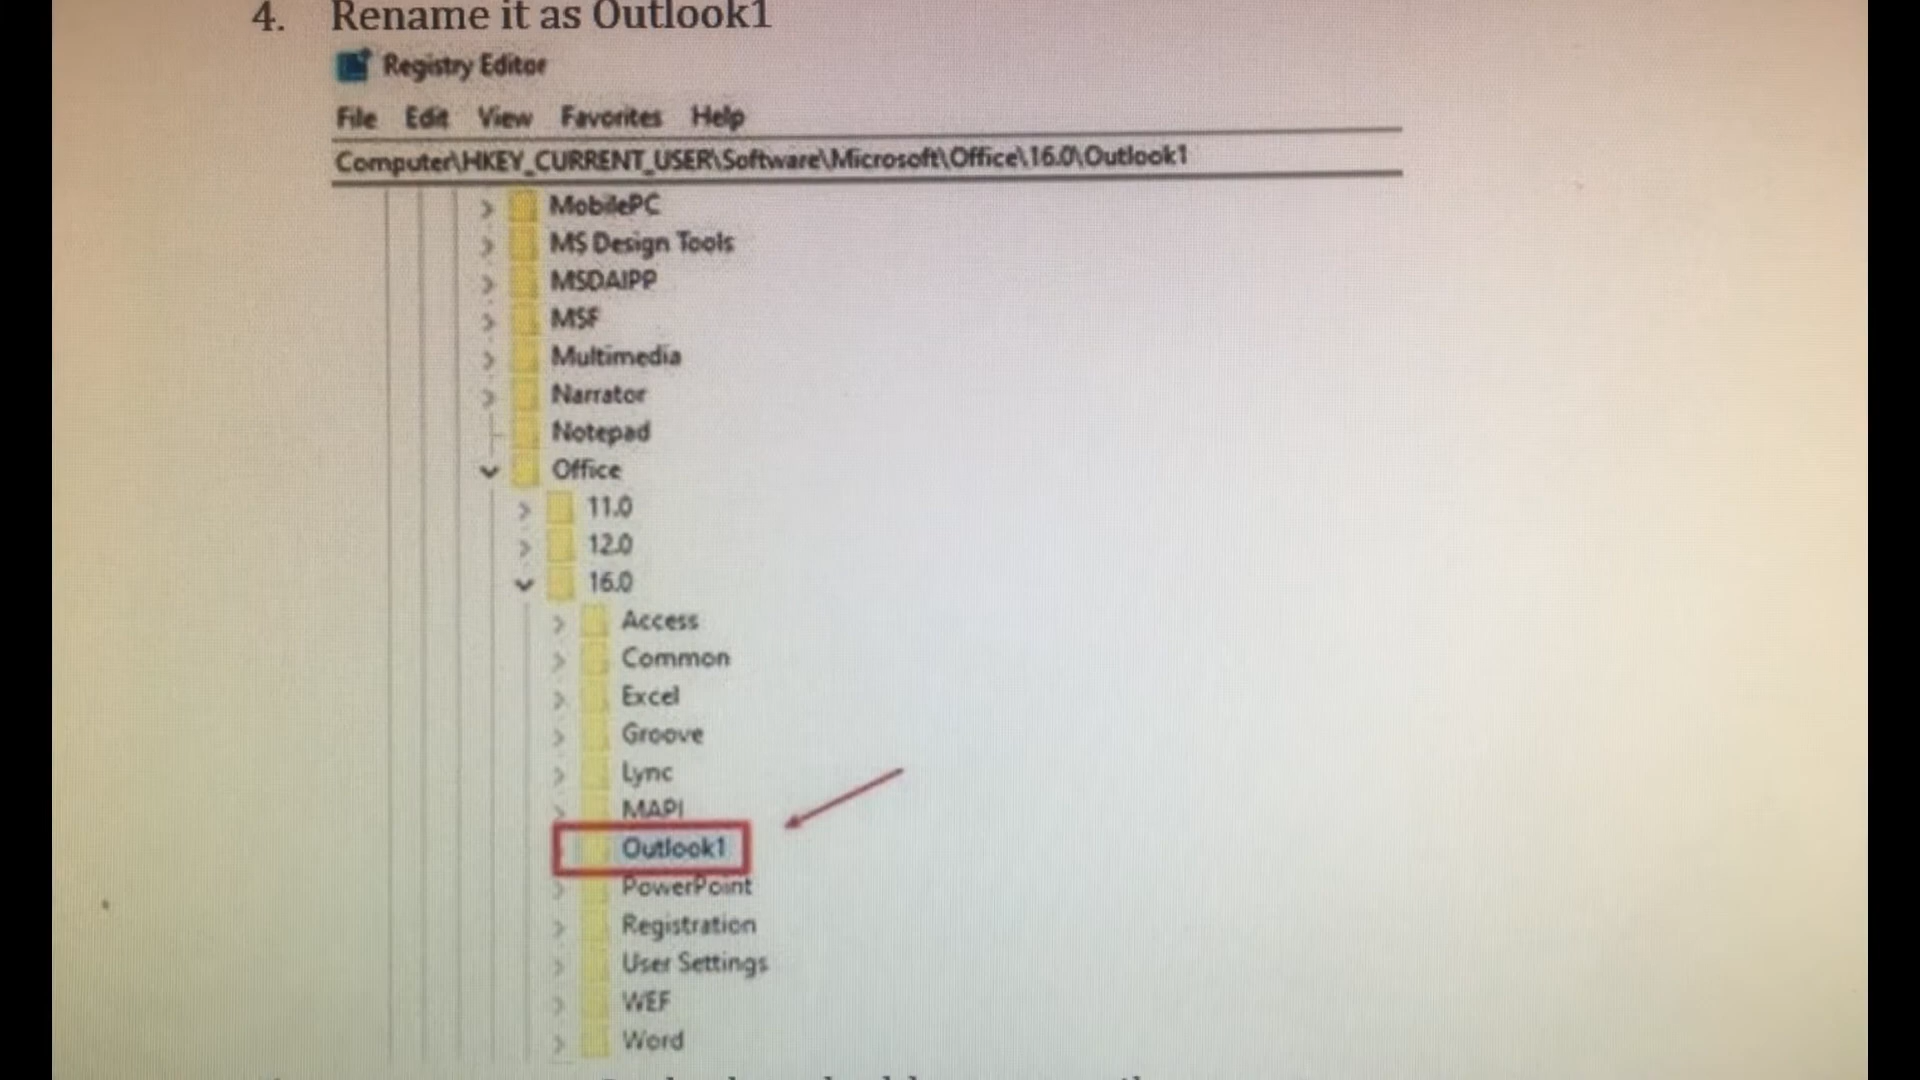 4. Rename it as Outlook1
Registry Editor
File Edit View Favorites Help
Computer\HKEY_CURRENT_USER\Software\Microsoft\Office\16.0\Outlook1
MobilePC
MS Design Tools
MSDAIPP
MSF
Multimedia
Narrator
Notepad
Office
11.0
12.0
16.0
Access
Common
Excel
Groove
Lync
MAPI
Outlook1
PowerPoint
Registration
User Settings
WEF
Word